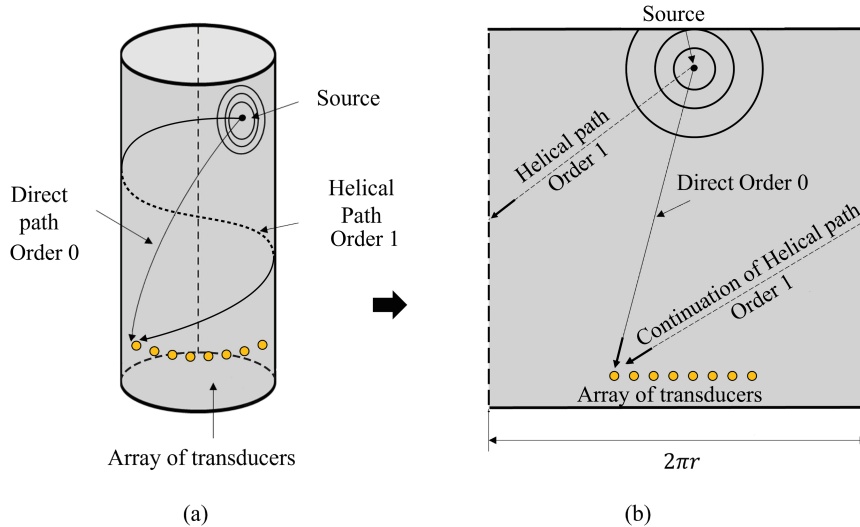 Source
Direct
path
Order 0
Helical
Path
Order 1
Array of transducers
(a)
Source
Helical path
Order 1
Direct Order 0
Continuation of Helical path
Order 1
Array of transducers
2πr
(b)